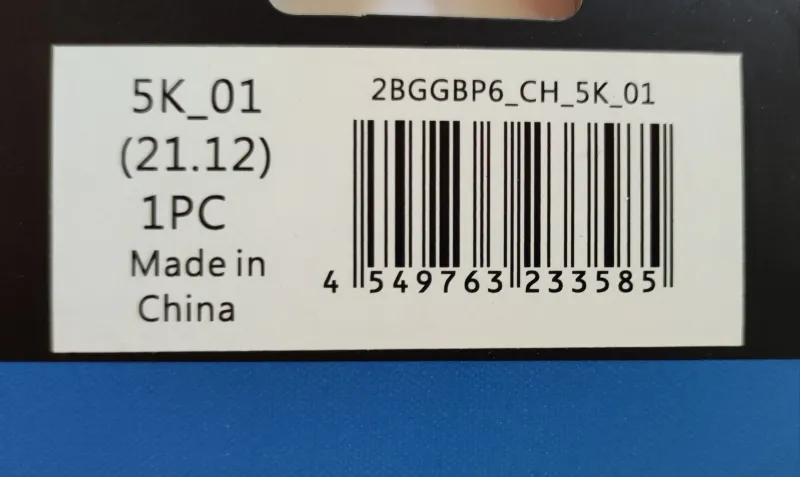 5K_01
(21.12)
1PC
Made in
China
2BGGBP6_CH_5K_01
4 549763 233585